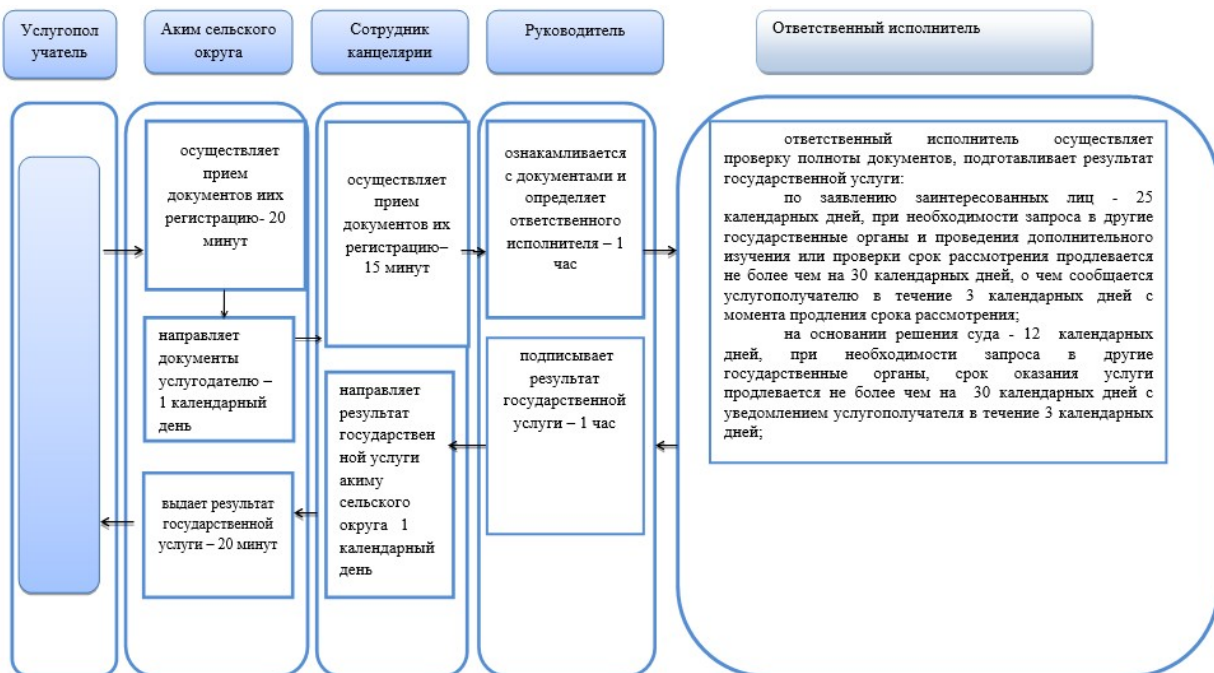 Услугопол
учатель
Аким сельского
округа
Сотрудник
канцелярии
Руководитель
Ответственный исполнитель
осуществляет
прием
документов иих
регистрацию- 20
минут
направляет
документы
услугодателю –
1 календарный
день
выдает результат
государственной
услуги – 20 минут
осуществляет
прием
документов их
регистрацию–
15 минут
направляет
результат
государствен
ной услуги
акиму
сельского
округа 1
календарный
день
ознакамливается
с документами и
определяет
ответственного
исполнителя – 1
час
подписывает
результат
государственной
услуги – 1 час
ответственный исполнитель осуществляет
проверку полноты документов, подготавливает результат
государственной услуги:
по заявлению заинтересованных лиц - 25
календарных дней, при необходимости запроса в другие
государственные органы и проведения дополнительного
изучения или проверки срок рассмотрения продлевается
не более чем на 30 календарных дней, о чем сообщается
услугополучателю в течение 3 календарных дней с
момента продления срока рассмотрения;
на основании решения суда - 12 календарных
дней, при необходимости запроса в другие
государственные органы, срок оказания услуги
продлевается не более чем на 30 календарных дней с
уведомлением услугополучателя в течение 3 календарных
дней;